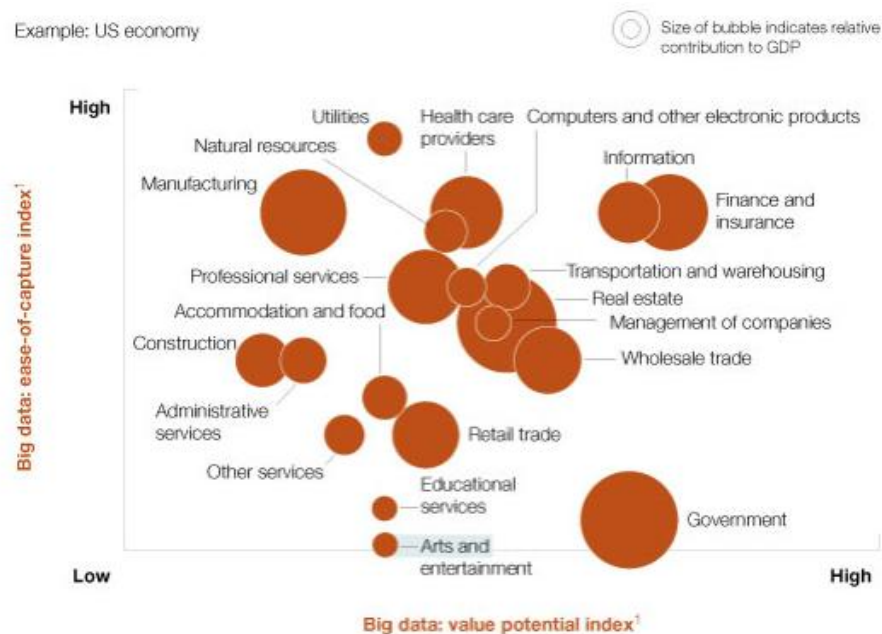 Example: US economy
Size of bubble indicates relative
contribution to GDP
High
Utilities
Health care
providers
Computers and other electronic products
Natural resources
Information
Manufacturing
Finance and
insurance
Professional services
Transportation and warehousing
Real estate
Accommodation and food
Management of companies
Construction
Wholesale trade
Administrative
services
Retail trade
Other services
Educational
services
Government
Arts and
entertainment
Low
High
Big data: ease-of-capture index¹
Big data: value potential index¹